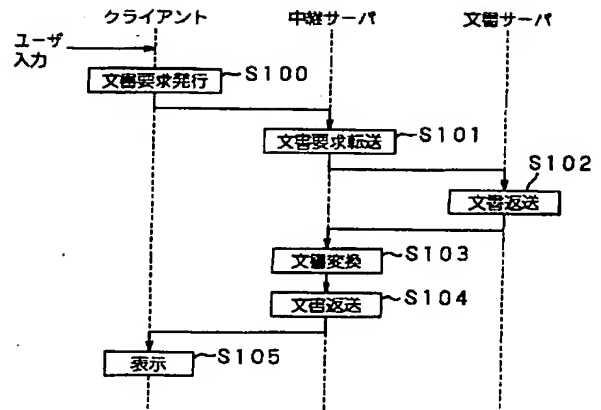 クライアント 中継サーバ 文書サーバ
ユーザ
入力
文書要求発行 S100
文書要求転送 S101
S102
文書返送
文書変換 S103
文書返送 S104
表示 S105